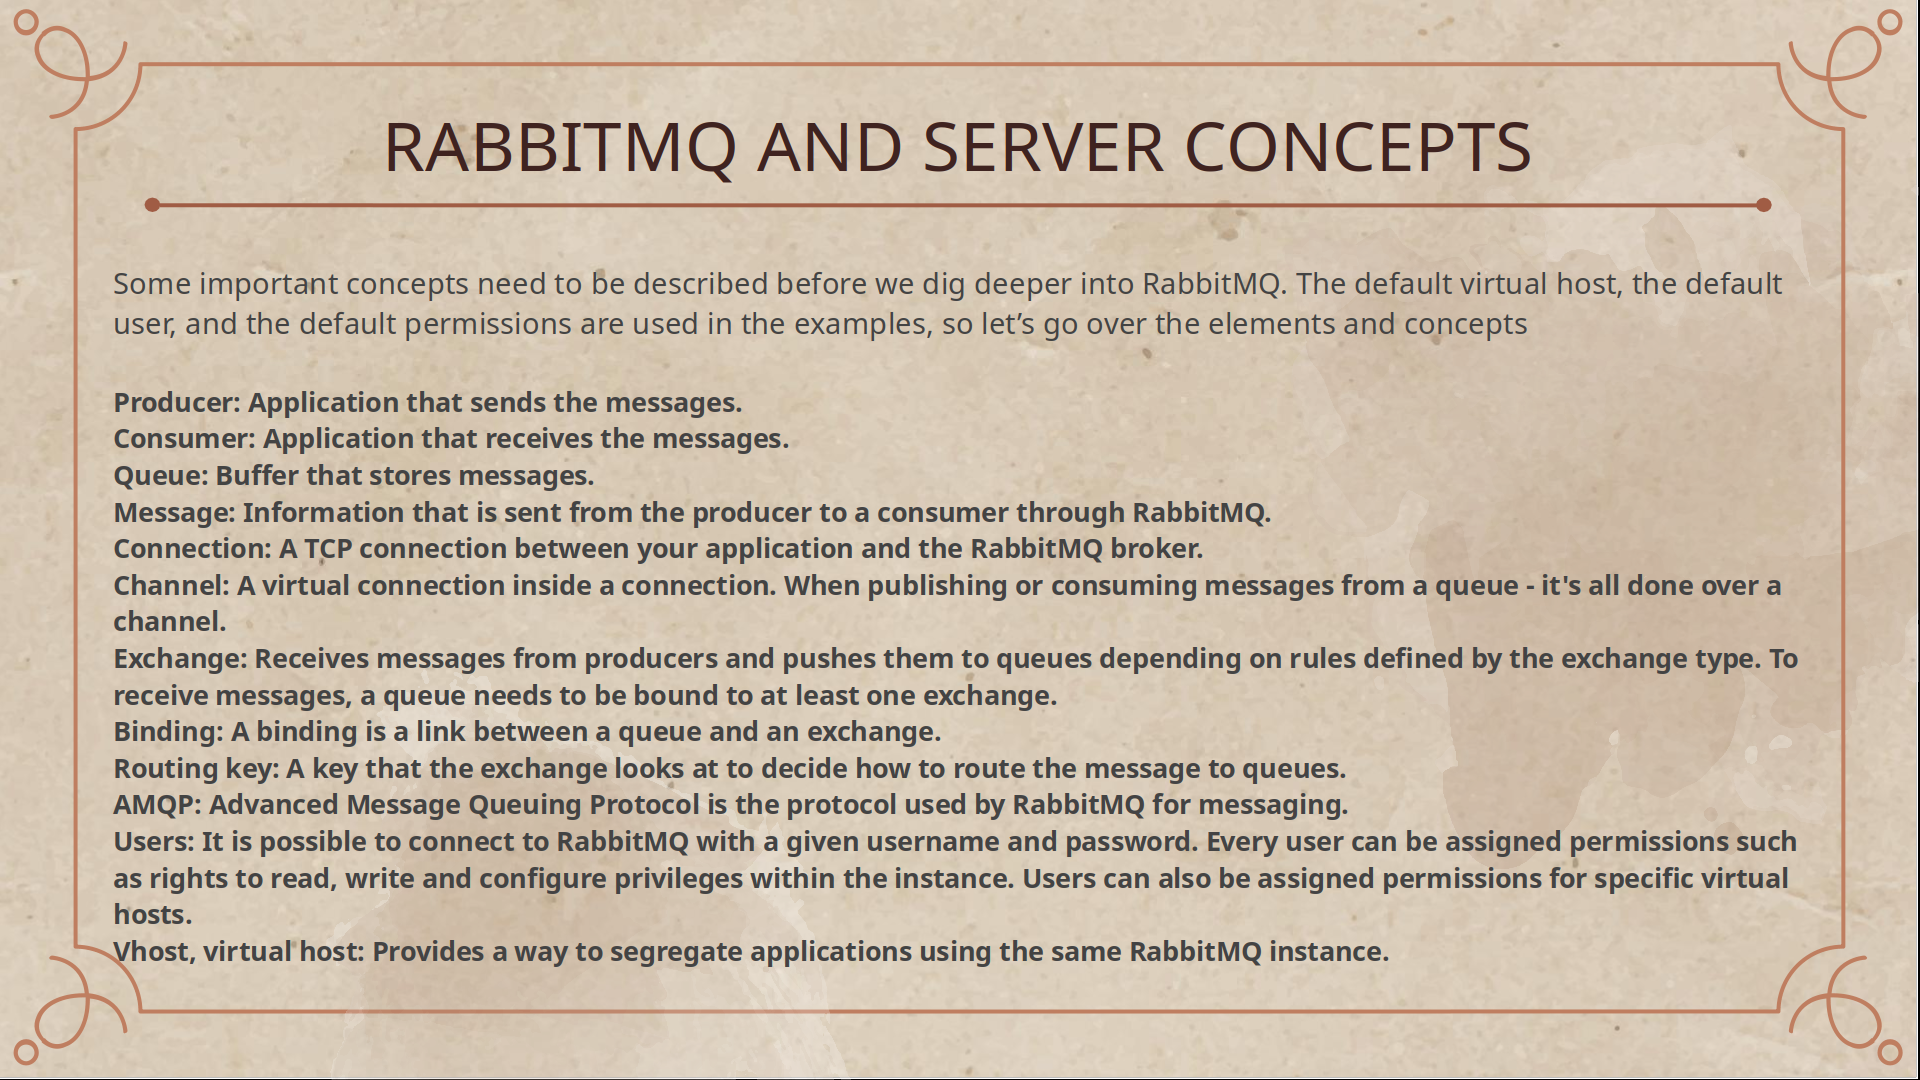 RABBITMQ AND SERVER CONCEPTS
Some important concepts need to be described before we dig deeper into RabbitMQ. The default virtual host, the default
user, and the default permissions are used in the examples, so let’s go over the elements and concepts
Producer: Application that sends the messages.
Consumer: Application that receives the messages.
Queue: Buffer that stores messages.
Message: Information that is sent from the producer to a consumer through RabbitMQ.
Connection: A TCP connection between your application and the RabbitMQ broker.
Channel: A virtual connection inside a connection. When publishing or consuming messages from a queue - it's all done over a
channel.
Exchange: Receives messages from producers and pushes them to queues depending on rules defined by the exchange type. To
receive messages, a queue needs to be bound to at least one exchange.
Binding: A binding is a link between a queue and an exchange.
Routing key: A key that the exchange looks at to decide how to route the message to queues.
AMQP: Advanced Message Queuing Protocol is the protocol used by RabbitMQ for messaging.
Users: It is possible to connect to RabbitMQ with a given username and password. Every user can be assigned permissions such
as rights to read, write and configure privileges within the instance. Users can also be assigned permissions for specific virtual
hosts.
Vhost, virtual host: Provides a way to segregate applications using the same RabbitMQ instance.